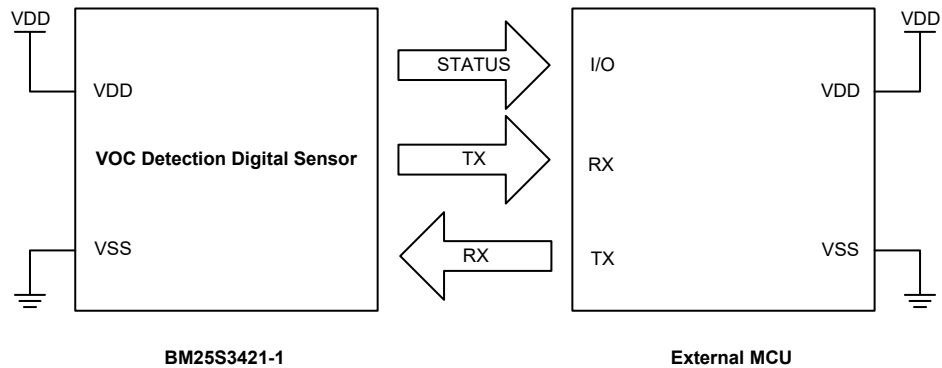 VDD
VDD
STATUS
I/O
VDD
VDD
VOC Detection Digital Sensor
TX
RX
VSS
RX
TX
VSS
BM25S3421-1
External MCU